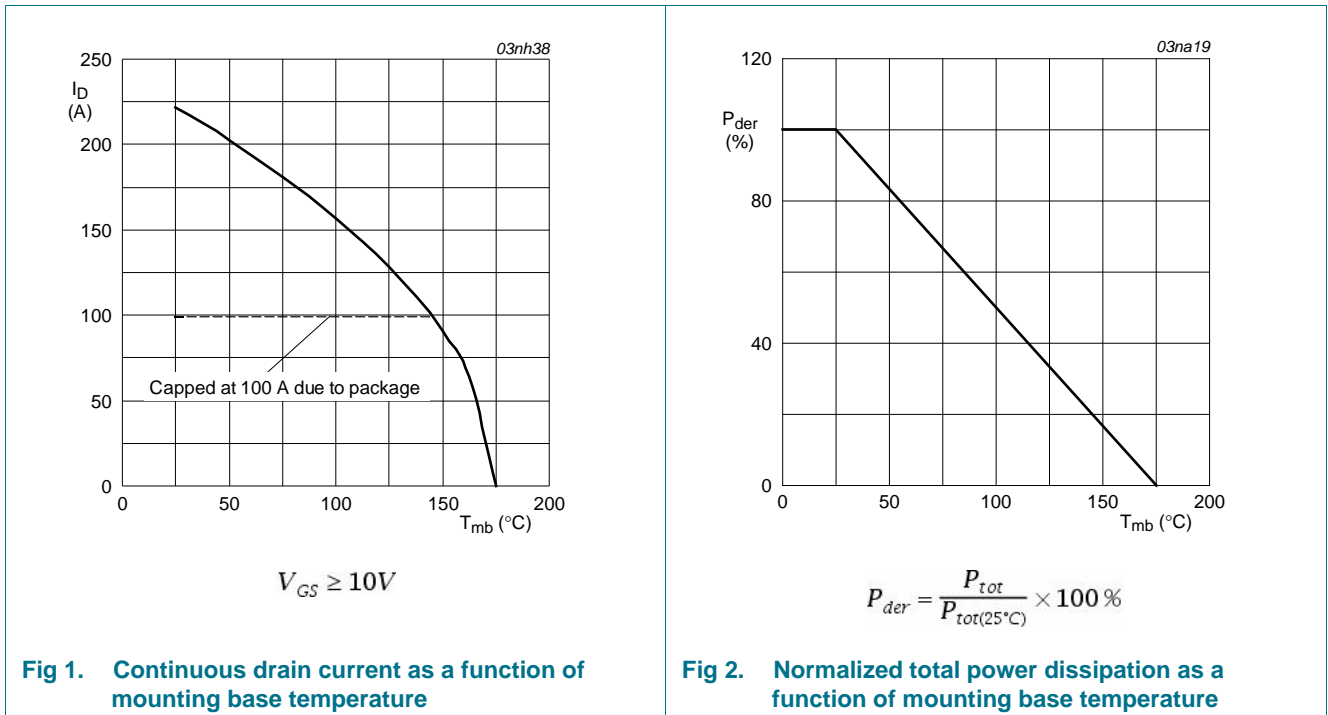 03nh38
250
200
150
100
50
0
I_D
(A)
0 50 100 150 200
T_mb (°C)
Capped at 100 A due to package
V_GS ≥ 10V
Fig 1. Continuous drain current as a function of
mounting base temperature
03na19
120
80
40
0
P_der
(%)
0 50 100 150 200
T_mb (°C)
P_der = P_tot / P_tot(25°C) × 100 %
Fig 2. Normalized total power dissipation as a
function of mounting base temperature